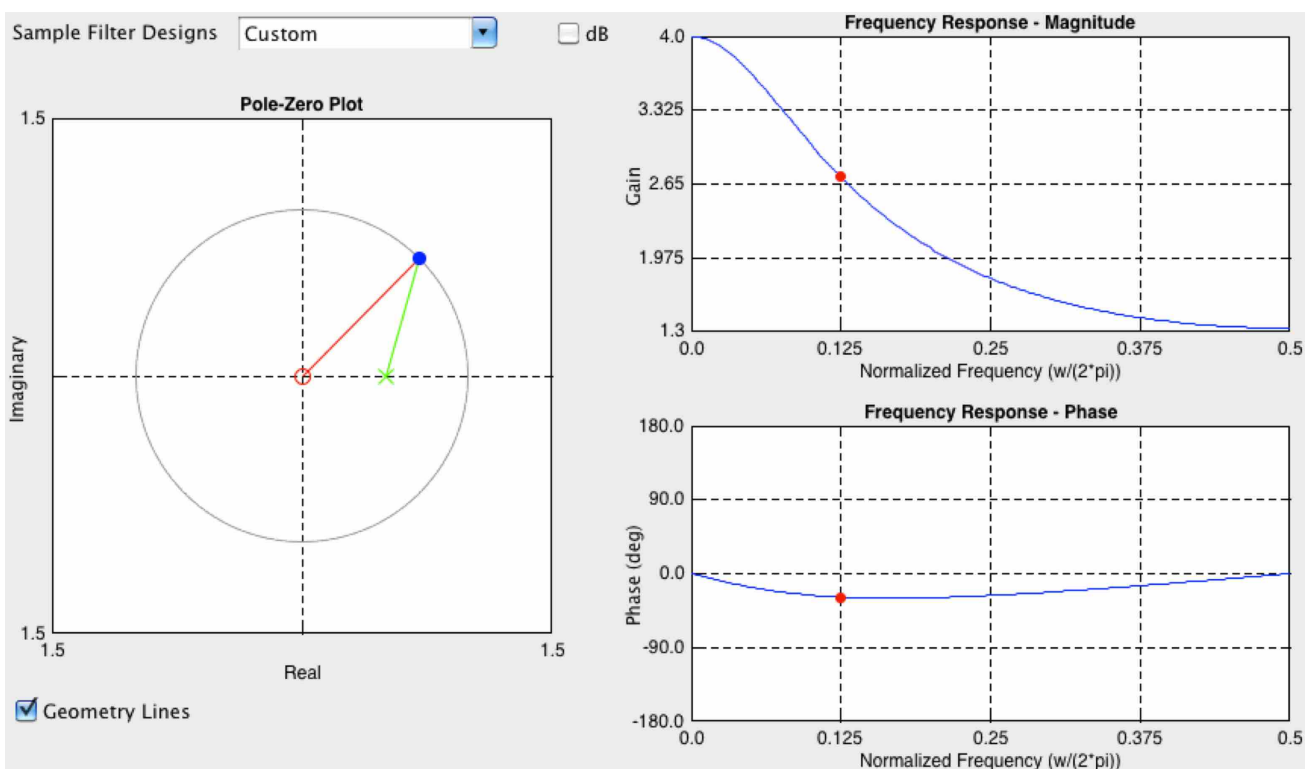 Sample Filter Designs
Custom
dB
Pole-Zero Plot
1.5
Imaginary
1.5
1.5
1.5
Real
Geometry Lines
Frequency Response - Magnitude
4.0
3.325
2.65
1.975
1.3
Gain
0.0
0.125
0.25
0.375
0.5
Normalized Frequency (w/(2*pi))
Frequency Response - Phase
180.0
90.0
0.0
-90.0
-180.0
Phase (deg)
0.0
0.125
0.25
0.375
0.5
Normalized Frequency (w/(2*pi))